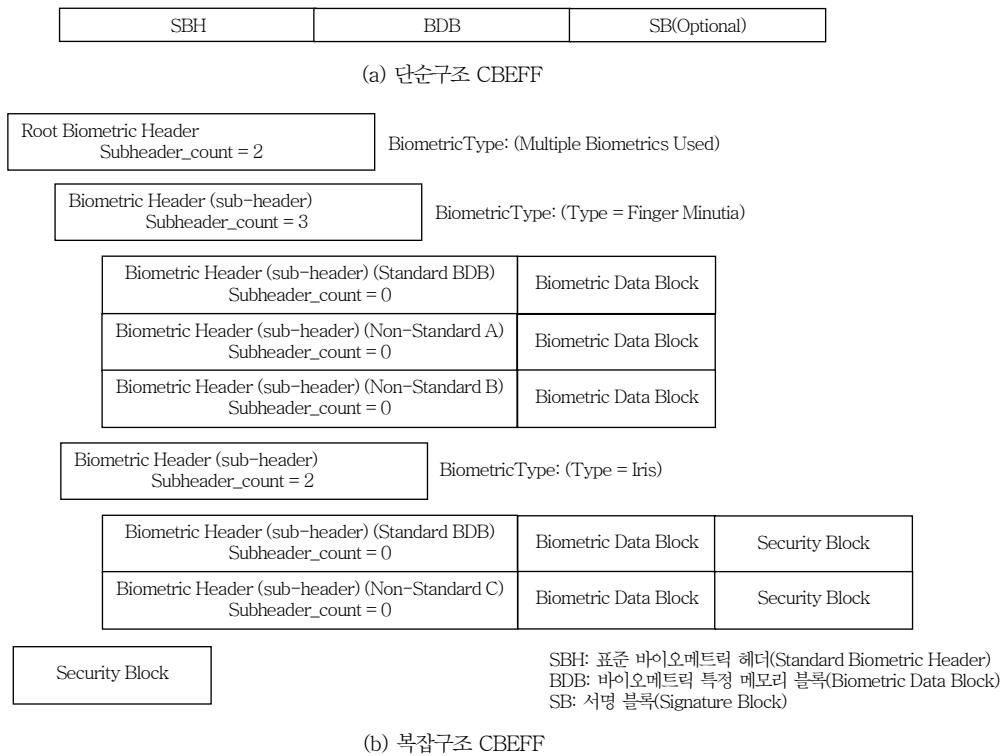 SBH BDB SB(Optional)
(a) 단순구조 CBEFF
Root Biometric Header
Subheader_count = 2
BiometricType: (Multiple Biometrics Used)
Biometric Header (sub-header)
Subheader_count = 3
BiometricType: (Type = Finger Minutia)
Biometric Header (sub-header) (Standard BDB)
Subheader_count = 0
Biometric Data Block
Biometric Header (sub-header) (Non-Standard A)
Subheader_count = 0
Biometric Data Block
Biometric Header (sub-header) (Non-Standard B)
Subheader_count = 0
Biometric Data Block
Biometric Header (sub-header)
Subheader_count = 2
BiometricType: (Type = Iris)
Biometric Header (sub-header) (Standard BDB)
Subheader_count = 0
Biometric Data Block
Security Block
Biometric Header (sub-header) (Non-Standard C)
Subheader_count = 0
Biometric Data Block
Security Block
Security Block
SBH: 표준 바이오메트릭 헤더(Standard Biometric Header)
BDB: 바이오메트릭 특정 메모리 블록(Biometric Data Block)
SB: 서명 블록(Signature Block)
(b) 복잡구조 CBEFF